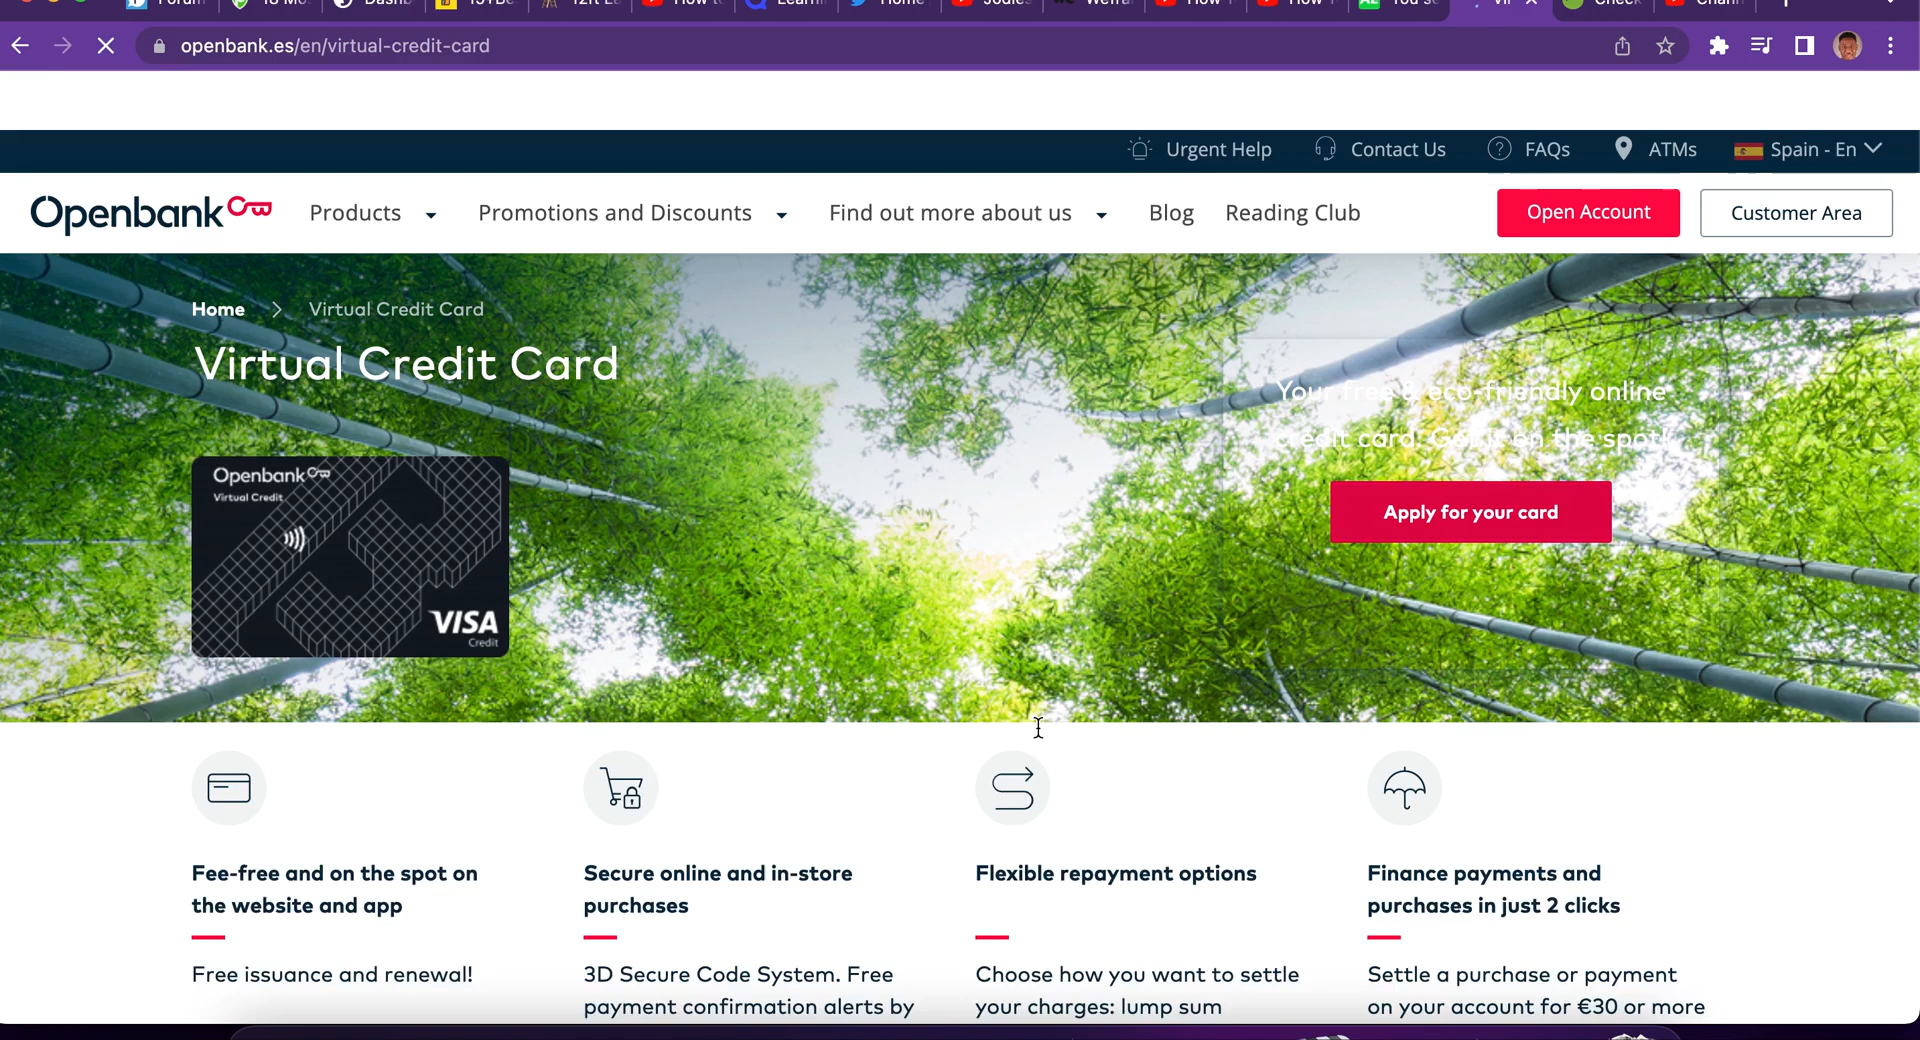 Forum
openbank.es/en/virtual-credit-card
Urgent Help Contact Us FAQs ATMs Spain - En
Openbank Products Promotions and Discounts Find out more about us Blog Reading Club Open Account Customer Area
Home > Virtual Credit Card
Virtual Credit Card
Your free & eco-friendly online
credit card. Get it on the spot!
Openbank
Virtual Credit
VISA
Credit
Apply for your card
Fee-free and on the spot on
the website and app
Free issuance and renewal!
Secure online and in-store
purchases
3D Secure Code System. Free
payment confirmation alerts by
Flexible repayment options
Choose how you want to settle
your charges: lump sum
Finance payments and
purchases in just 2 clicks
Settle a purchase or payment
on your account for €30 or more